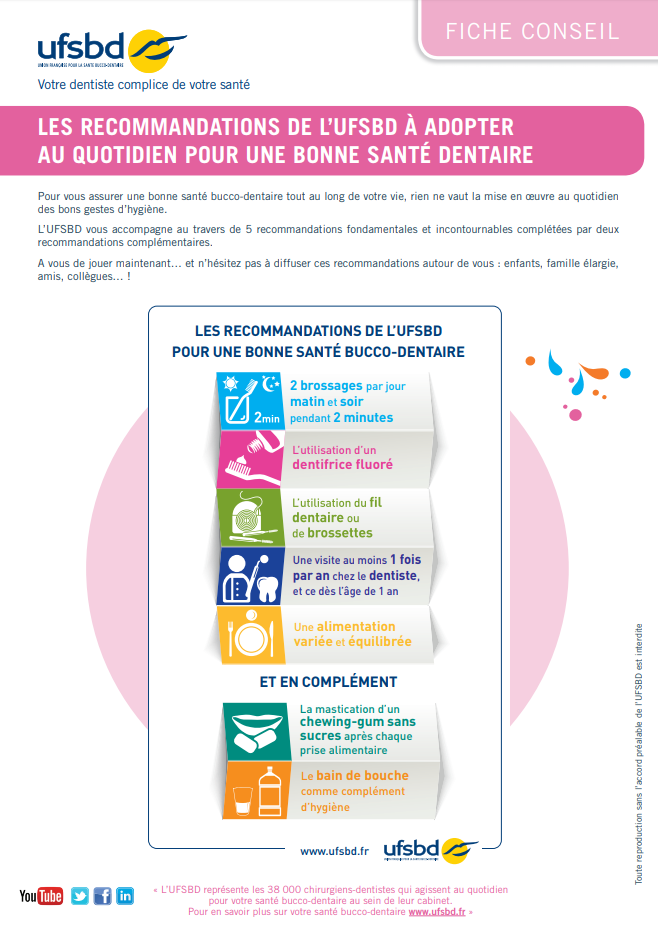 FICHE CONSEIL
ufsbd
UNION FRANÇAISE POUR LA SANTÉ BUCCO-DENTAIRE
Votre dentiste complice de votre santé
LES RECOMMANDATIONS DE L'UFSBD À ADOPTER
AU QUOTIDIEN POUR UNE BONNE SANTÉ DENTAIRE
Pour vous assurer une bonne santé bucco-dentaire tout au long de votre vie, rien ne vaut la mise en œuvre au quotidien
des bons gestes d'hygiène.
L'UFSBD vous accompagne au travers de 5 recommandations fondamentales et incontournables complétées par deux
recommandations complémentaires.
A vous de jouer maintenant… et n'hésitez pas à diffuser ces recommandations autour de vous : enfants, famille élargie,
amis, collègues… !
LES RECOMMANDATIONS DE L'UFSBD
POUR UNE BONNE SANTÉ BUCCO-DENTAIRE
2min
2 brossages par jour
matin et soir
pendant 2 minutes
L'utilisation d'un
dentifrice fluoré
L'utilisation du fil
dentaire ou
de brossettes
Une visite au moins 1 fois
par an chez le dentiste,
et ce dès l'âge de 1 an
Une alimentation
variée et équilibrée
ET EN COMPLÉMENT
La mastication d'un
chewing-gum sans
sucres après chaque
prise alimentaire
Le bain de bouche
comme complément
d'hygiène
www.ufsbd.fr
ufsbd
Toute reproduction sans l'accord préalable de l'UFSBD est interdite
YouTube
f
in
« L'UFSBD représente les 38 000 chirurgiens-dentistes qui agissent au quotidien
pour votre santé bucco-dentaire au sein de leur cabinet.
Pour en savoir plus sur votre santé bucco-dentaire www.ufsbd.fr »